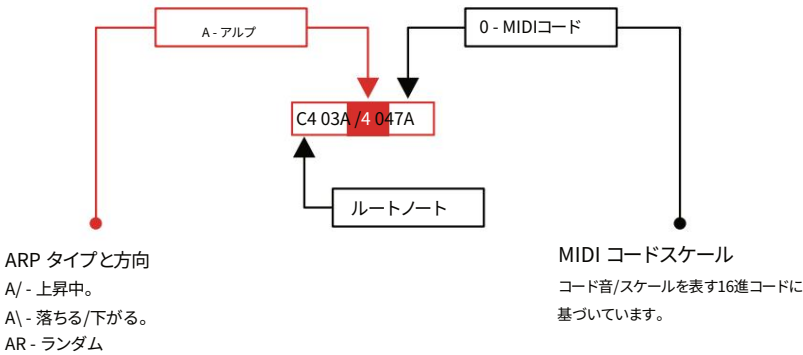 A - アルプ
0 - MIDIコード
C4 03A /4 047A
ルートノート
ARP タイプと方向
A/ - 上昇中。
A\ - 落ちる/下がる。
AR - ランダム
MIDI コードスケール
コード音/スケールを表す16進コードに
基づいています。